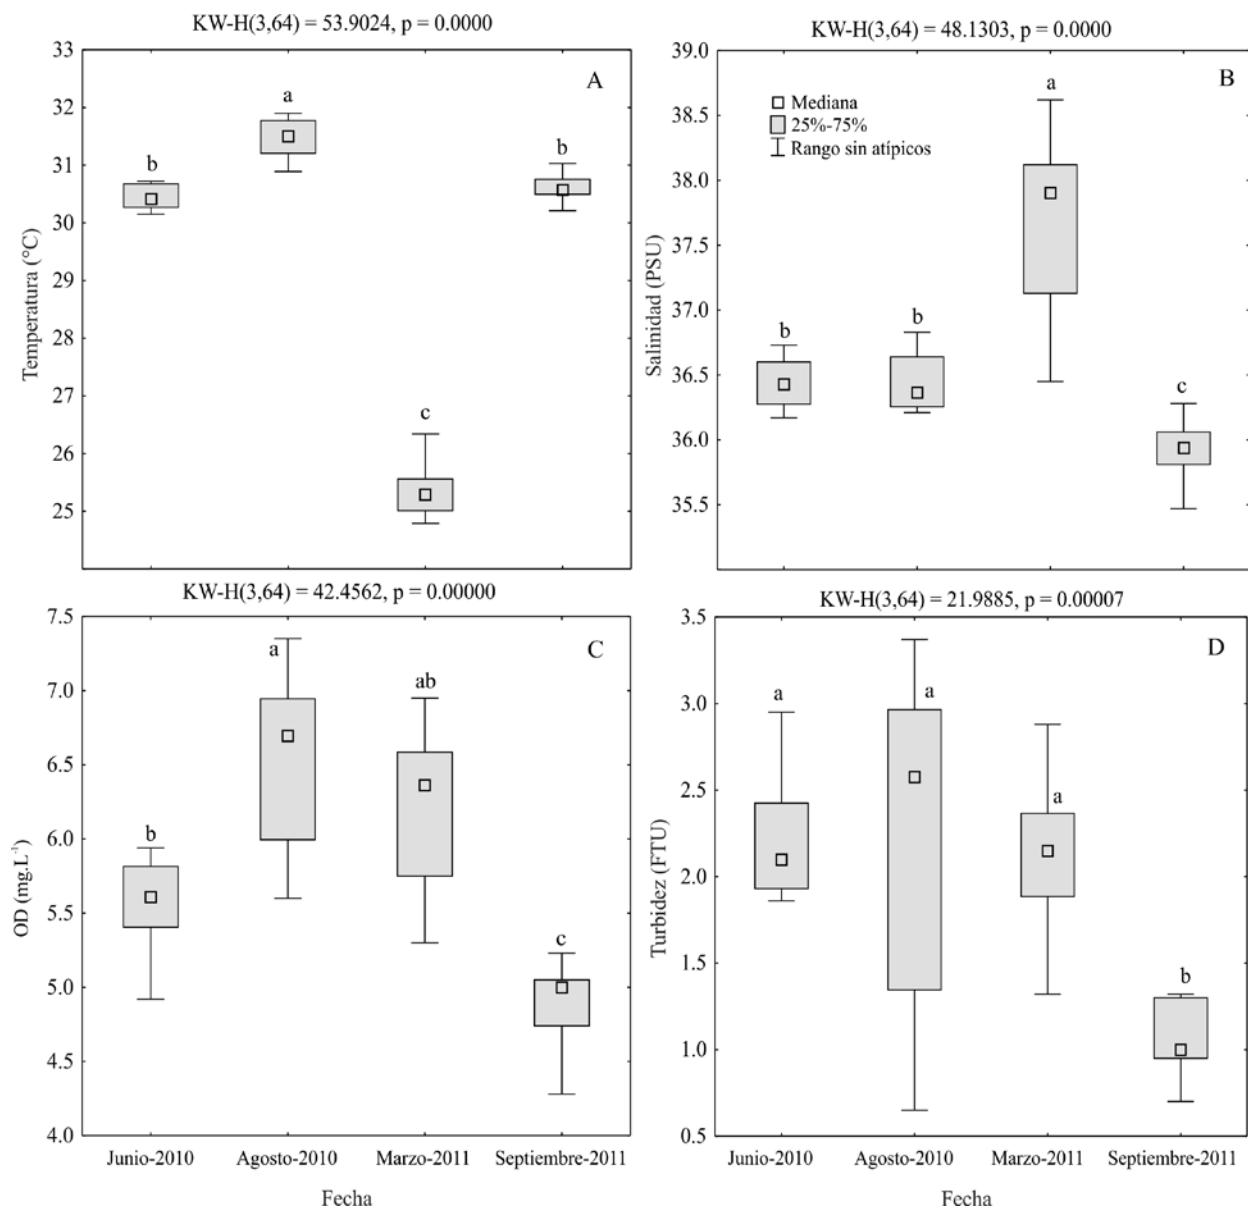 KW-H(3,64) = 53.9024, p = 0.0000
A
Temperatura (°C)
33
32
31
30
29
28
27
26
25
b
a
c
b
KW-H(3,64) = 48.1303, p = 0.0000
B
Mediana
25%-75%
Rango sin atípicos
Salinidad (PSU)
39.0
38.5
38.0
37.5
37.0
36.5
36.0
35.5
b
b
a
c
KW-H(3,64) = 42.4562, p = 0.00000
C
OD (mg.L⁻¹)
7.5
7.0
6.5
6.0
5.5
5.0
4.5
4.0
b
a
ab
c
Junio-2010 Agosto-2010 Marzo-2011 Septiembre-2011
Fecha
KW-H(3,64) = 21.9885, p = 0.00007
D
Turbidez (FTU)
3.5
3.0
2.5
2.0
1.5
1.0
0.5
a
a
a
b
Junio-2010 Agosto-2010 Marzo-2011 Septiembre-2011
Fecha